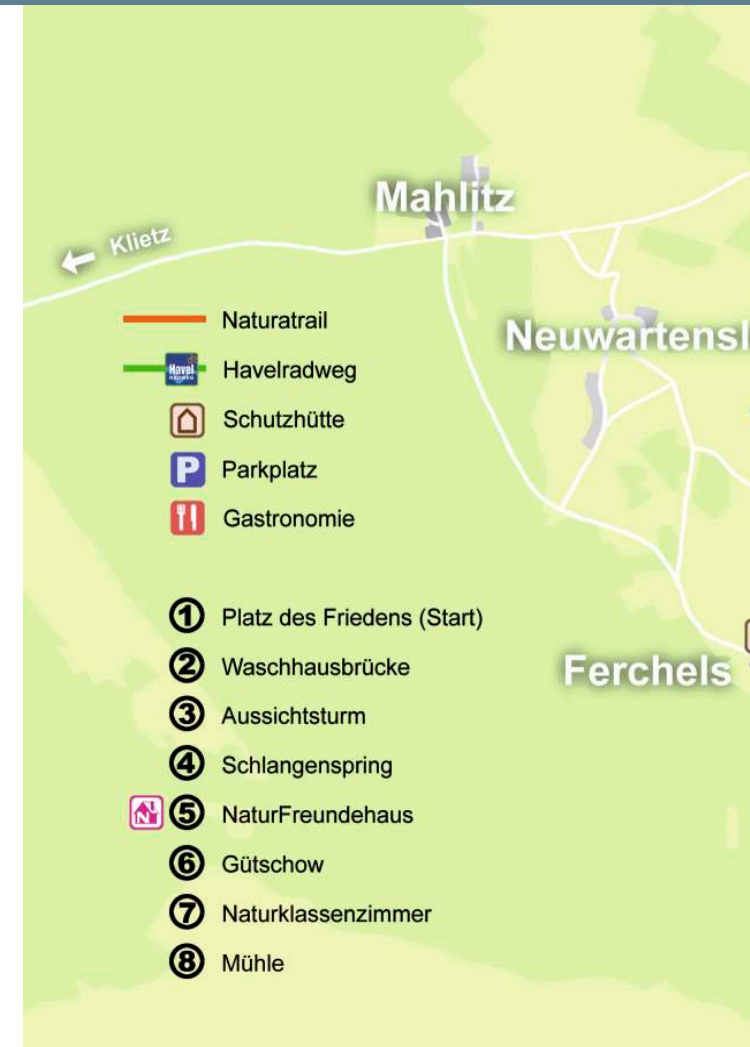 Mahlitz
Klietz
Naturatrail
Neuwartensl
Havel
Havelradweg
Schutzhütte
P Parkplatz
Gastronomie
1 Platz des Friedens (Start)
2 Waschhausbrücke
Ferchels
3 Aussichtsturm
4 Schlangenspring
5 NaturFreundehaus
6 Gütschow
7 Naturklassenzimmer
8 Mühle